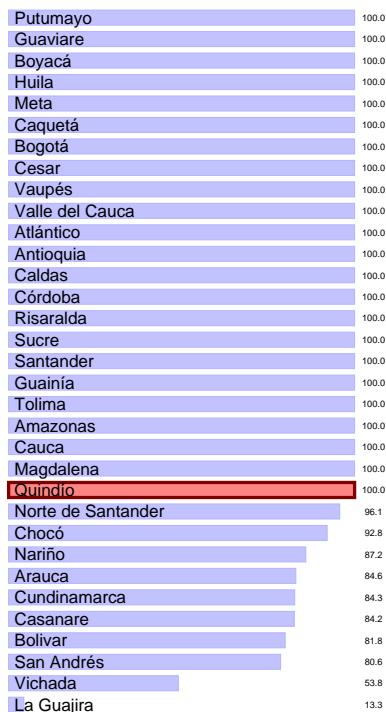 Putumayo 100.0
Guaviare 100.0
Boyacá 100.0
Huila 100.0
Meta 100.0
Caquetá 100.0
Bogotá 100.0
Cesar 100.0
Vaupés 100.0
Valle del Cauca 100.0
Atlántico 100.0
Antioquia 100.0
Caldas 100.0
Córdoba 100.0
Risaralda 100.0
Sucre 100.0
Santander 100.0
Guainía 100.0
Tolima 100.0
Amazonas 100.0
Cauca 100.0
Magdalena 100.0
Quindío 100.0
Norte de Santander 96.1
Chocó 92.8
Nariño 87.2
Arauca 84.6
Cundinamarca 84.3
Casanare 84.2
Bolivar 81.8
San Andrés 80.6
Vichada 53.8
La Guajira 13.3